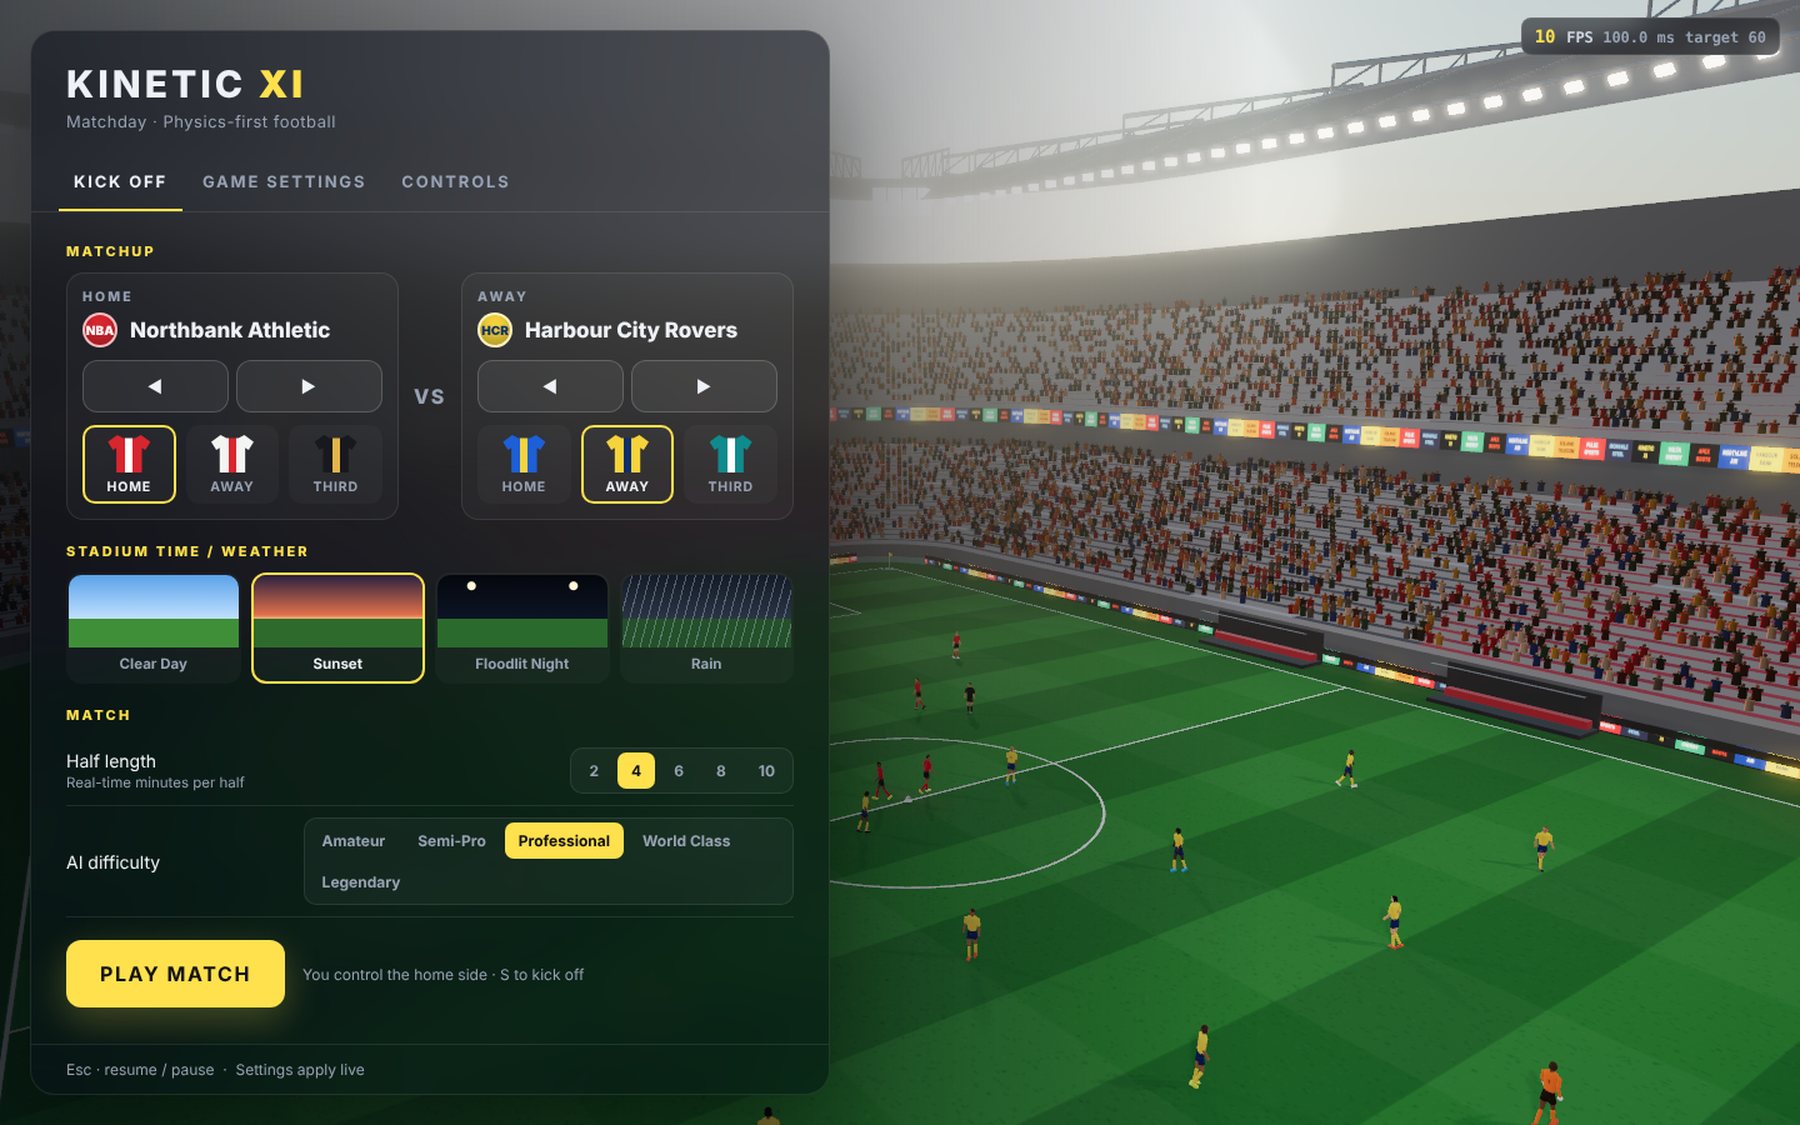 10 FPS 100.0 ms target 60
KINETIC XI
Matchday · Physics-first football
KICK OFF
GAME SETTINGS
CONTROLS
MATCHUP
HOME
NBA Northbank Athletic
◀ ▶
HOME
AWAY
THIRD
VS
AWAY
HCR Harbour City Rovers
◀ ▶
HOME
AWAY
THIRD
STADIUM TIME / WEATHER
Clear Day
Sunset
Floodlit Night
Rain
MATCH
Half length
Real-time minutes per half
2 4 6 8 10
AI difficulty
Amateur Semi-Pro Professional World Class
Legendary
PLAY MATCH
You control the home side · S to kick off
Esc · resume / pause · Settings apply live